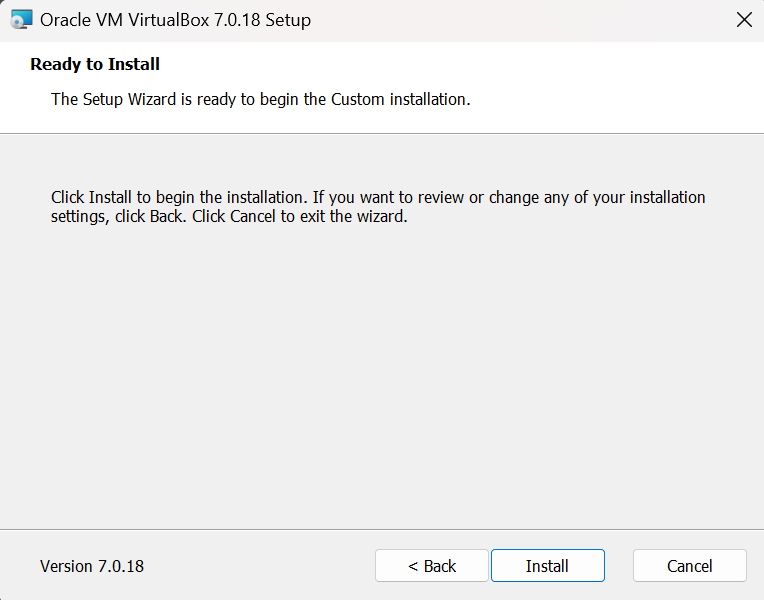 Oracle VM VirtualBox 7.0.18 Setup
Ready to Install
The Setup Wizard is ready to begin the Custom installation.
Click Install to begin the installation. If you want to review or change any of your installation
settings, click Back. Click Cancel to exit the wizard.
Version 7.0.18
< Back
Install
Cancel